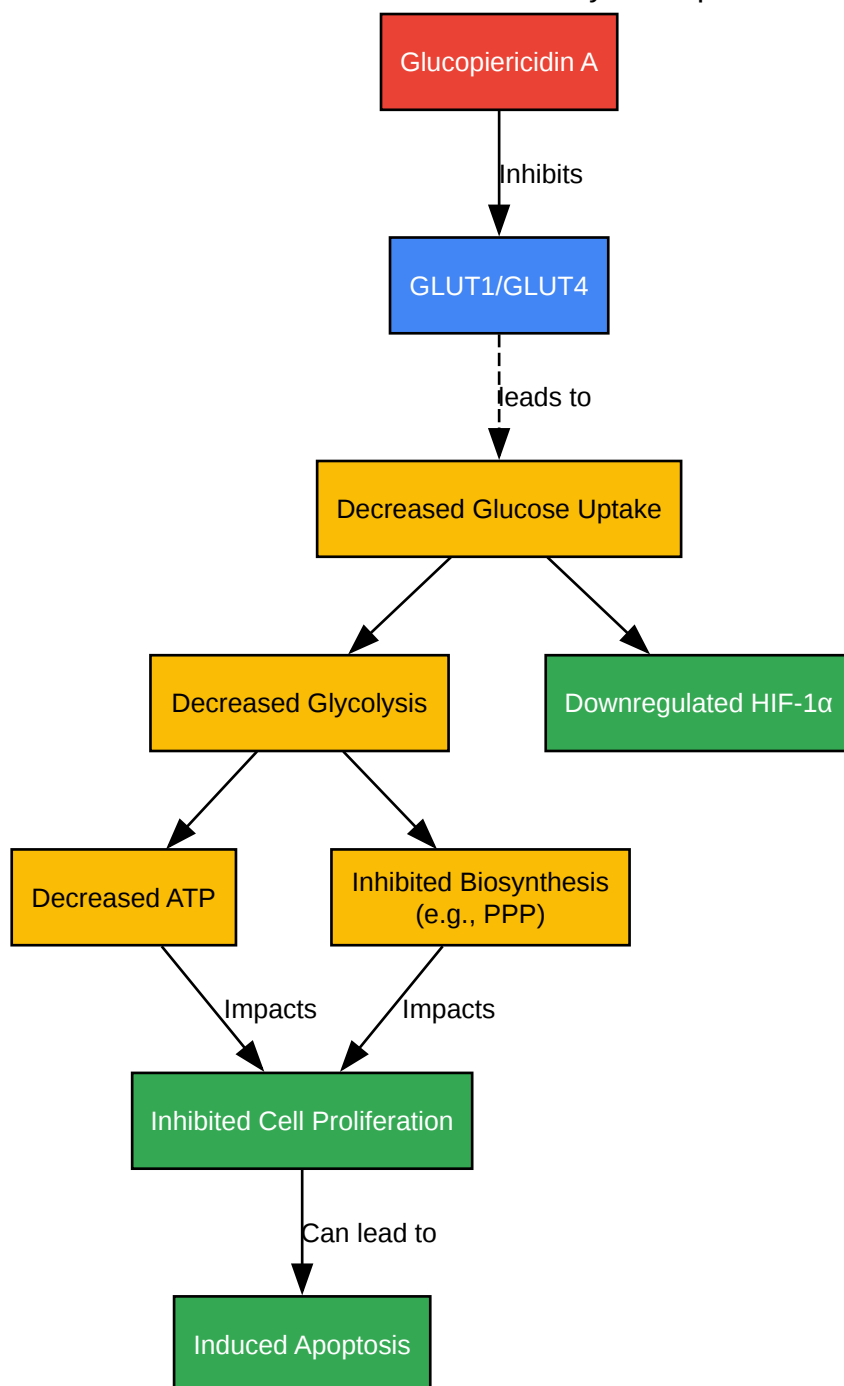 Glucopiericidin A
Inhibits
GLUT1/GLUT4
leads to
Decreased Glucose Uptake
Decreased Glycolysis
Downregulated HIF-1α
Decreased ATP
Inhibited Biosynthesis
(e.g., PPP)
Impacts
Impacts
Inhibited Cell Proliferation
Can lead to
Induced Apoptosis